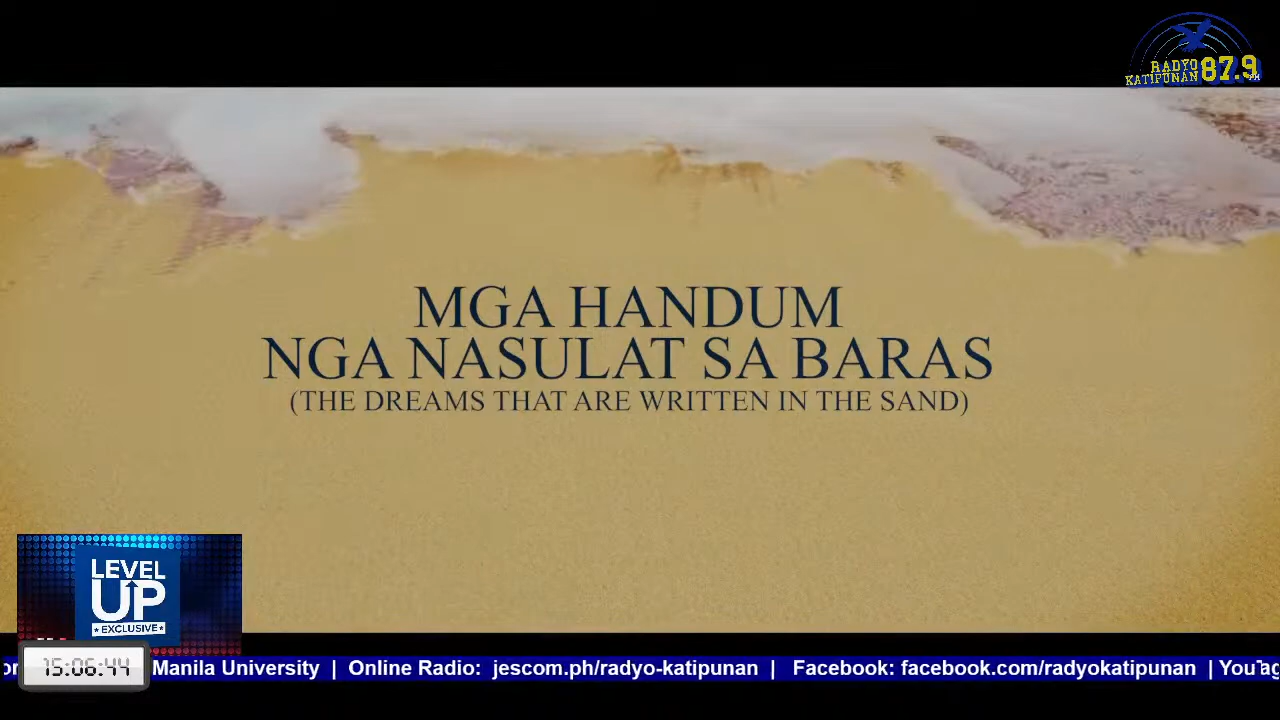 RADYO
KATIPUNAN 87.9
FM
MGA HANDUM
NGA NASULAT SA BARAS
(THE DREAMS THAT ARE WRITTEN IN THE SAND)
LEVEL
UP
EXCLUSIVE
15:06:44
Manila University | Online Radio: jescom.ph/radyo-katipunan | Facebook: facebook.com/radyokatipunan |